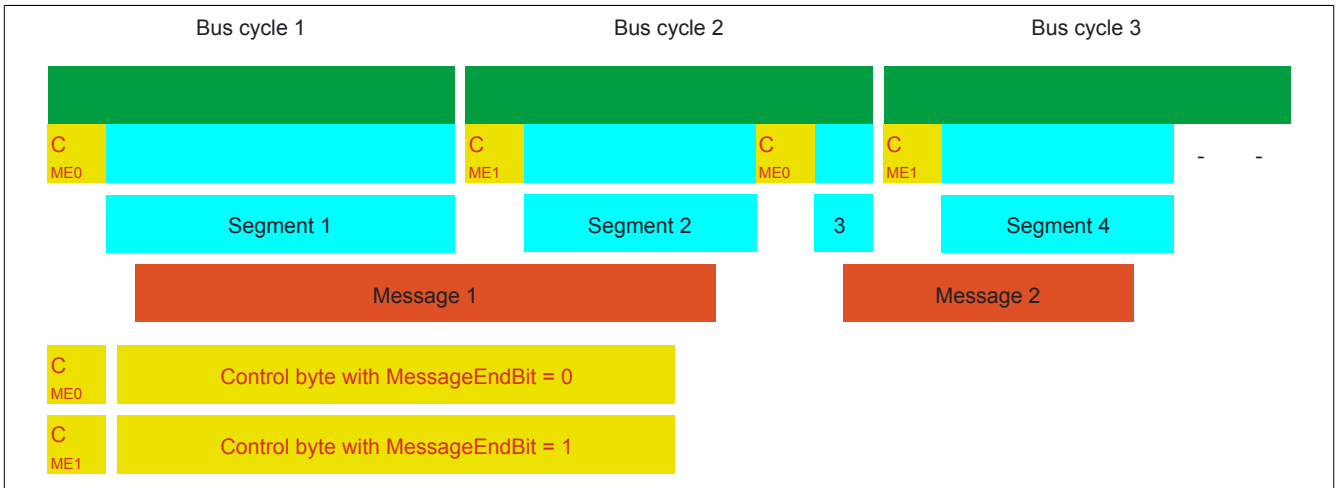 Bus cycle 1 Bus cycle 2 Bus cycle 3
C C C C
ME0 ME1 ME0 ME1 - -
Segment 1 Segment 2 3 Segment 4
Message 1 Message 2
C
ME0 Control byte with MessageEndBit = 0
C
ME1 Control byte with MessageEndBit = 1